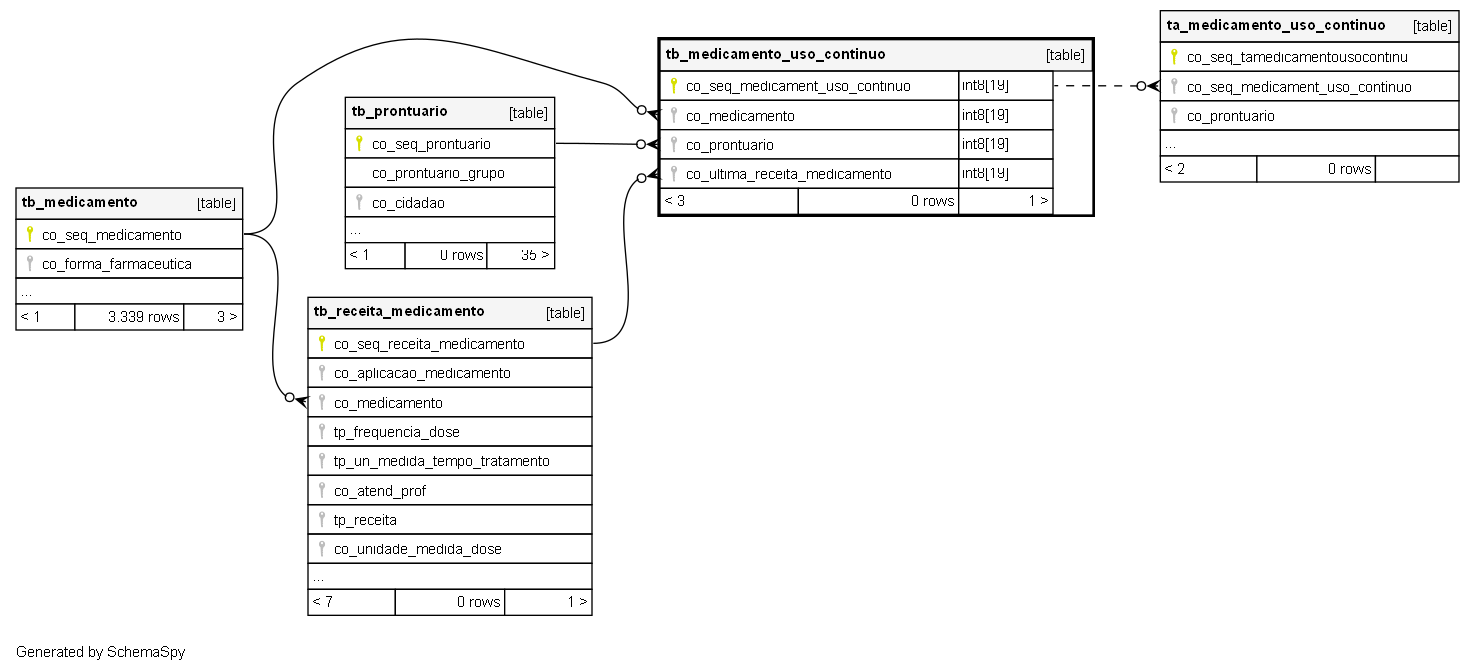 ta_medicamento_uso_continuo [table]
co_seq_tamedicamentousocontinu
co_seq_medicament_uso_continuo
co_prontuario
...
< 2 0 rows
tb_medicamento_uso_continuo [table]
co_seq_medicament_uso_continuo int8[19]
co_medicamento int8[19]
co_prontuario int8[19]
co_ultima_receita_medicamento int8[19]
< 3 0 rows 1 >
tb_prontuario [table]
co_seq_prontuario
co_prontuario_grupo
co_cidadao
...
< 1 0 rows 35 >
tb_medicamento [table]
co_seq_medicamento
co_forma_farmaceutica
...
< 1 3.339 rows 3 >
tb_receita_medicamento [table]
co_seq_receita_medicamento
co_aplicacao_medicamento
co_medicamento
tp_frequencia_dose
tp_un_medida_tempo_tratamento
co_atend_prof
tp_receita
co_unidade_medida_dose
...
< 7 0 rows 1 >
Generated by SchemaSpy